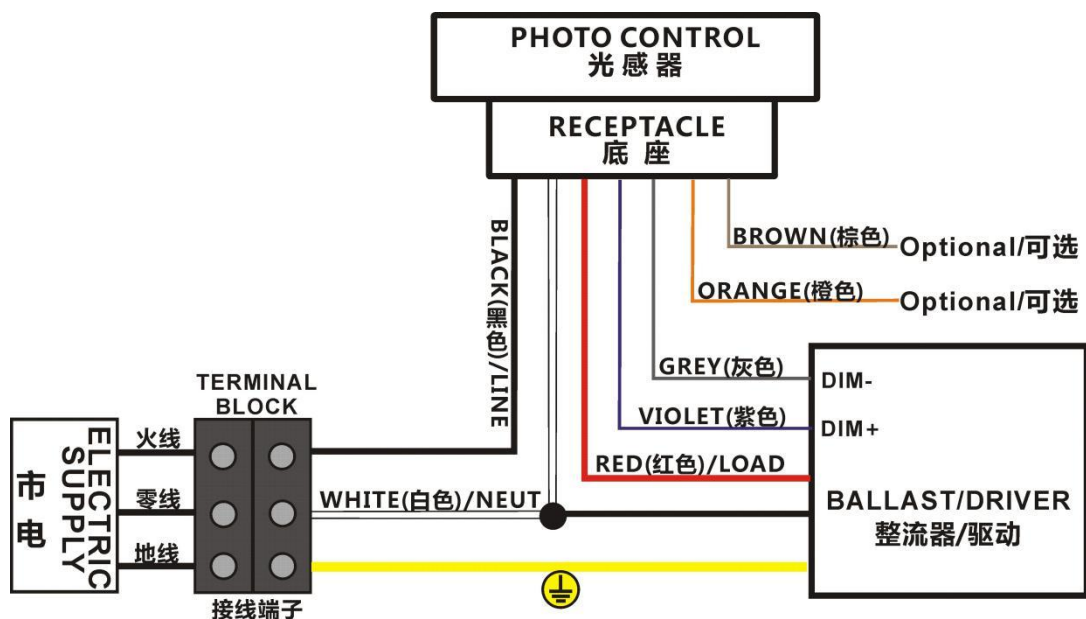 PHOTO CONTROL
光感器
RECEPTACLE
底 座
BROWN(棕色)
Optional/可选
ORANGE(橙色)
Optional/可选
BLACK(黑色)/LINE
GREY(灰色)
DIM-
VIOLET(紫色)
DIM+
RED(红色)/LOAD
TERMINAL
BLOCK
ELECTRIC
SUPPLY
市
电
火线
零线
地线
WHITE(白色)/NEUT
BALLAST/DRIVER
整流器/驱动
接线端子